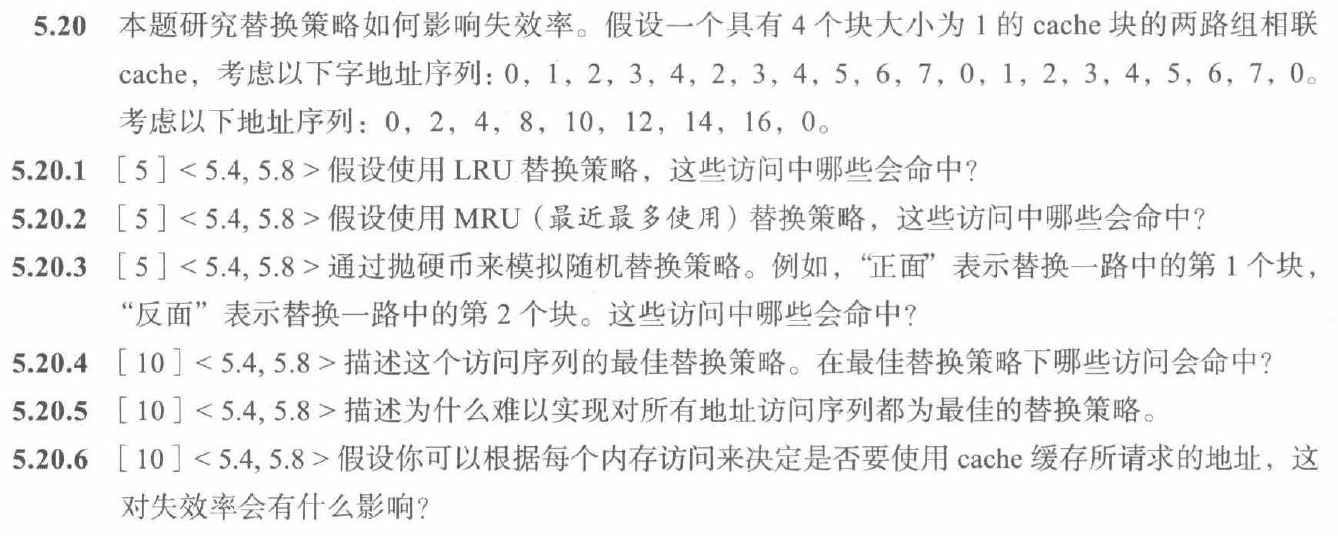 5.20 本题研究替换策略如何影响失效率。假设一个具有 4 个块大小为 1 的 cache 块的两路组相联
cache，考虑以下字地址序列：0，1，2，3，4，2，3，4，5，6，7，0，1，2，3，4，5，6，7，0。
考虑以下地址序列：0，2，4，8，10，12，14，16，0。
5.20.1 ［5］< 5.4, 5.8 > 假设使用 LRU 替换策略，这些访问中哪些会命中？
5.20.2 ［5］< 5.4, 5.8 > 假设使用 MRU（最近最多使用）替换策略，这些访问中哪些会命中？
5.20.3 ［5］< 5.4, 5.8 > 通过抛硬币来模拟随机替换策略。例如，“正面”表示替换一路中的第 1 个块，
“反面”表示替换一路中的第 2 个块。这些访问中哪些会命中？
5.20.4 ［10］< 5.4, 5.8 > 描述这个访问序列的最佳替换策略。在最佳替换策略下哪些访问会命中？
5.20.5 ［10］< 5.4, 5.8 > 描述为什么难以实现对所有地址访问序列都为最佳的替换策略。
5.20.6 ［10］< 5.4, 5.8 > 假设你可以根据每个内存访问来决定是否要使用 cache 缓存所请求的地址，这
对失效率会有什么影响？